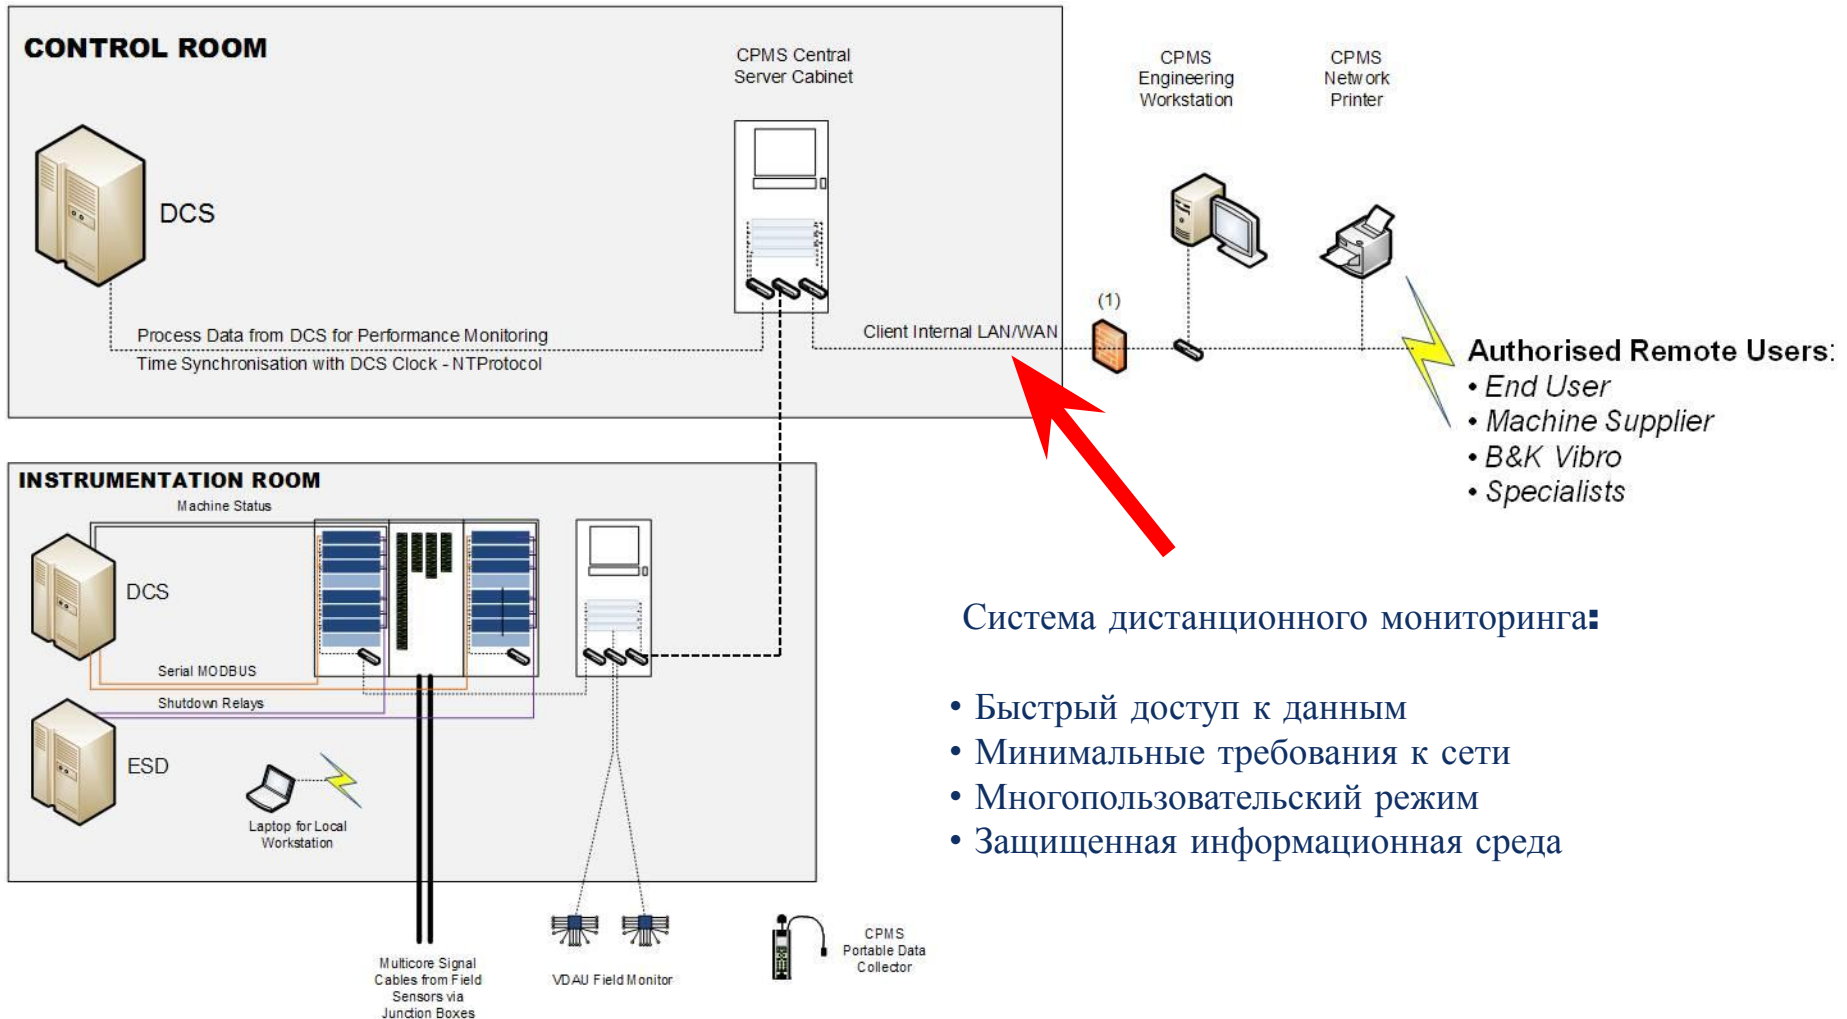 CONTROL ROOM
CPMS Central
Server Cabinet
CPMS
Engineering
Workstation
CPMS
Network
Printer
DCS
(1)
Process Data from DCS for Performance Monitoring
Time Synchronisation with DCS Clock - NTProtocol
Client Internal LAN/WAN
Authorised Remote Users:
• End User
• Machine Supplier
• B&K Vibro
• Specialists
INSTRUMENTATION ROOM
Machine Status
DCS
Serial MODBUS
Shutdown Relays
ESD
Laptop for Local
Workstation
Система дистанционного мониторинга:
• Быстрый доступ к данным
• Минимальные требования к сети
• Многопользовательский режим
• Защищенная информационная среда
Multicore Signal
Cables from Field
Sensors via
Junction Boxes
VDAU Field Monitor
CPMS
Portable Data
Collector